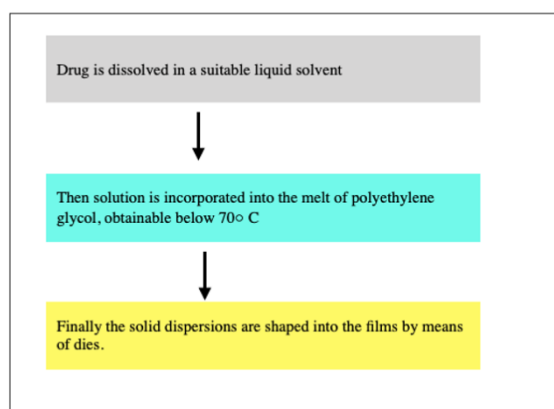 Drug is dissolved in a suitable liquid solvent
Then solution is incorporated into the melt of polyethylene
glycol, obtainable below 70○ C
Finally the solid dispersions are shaped into the films by means
of dies.